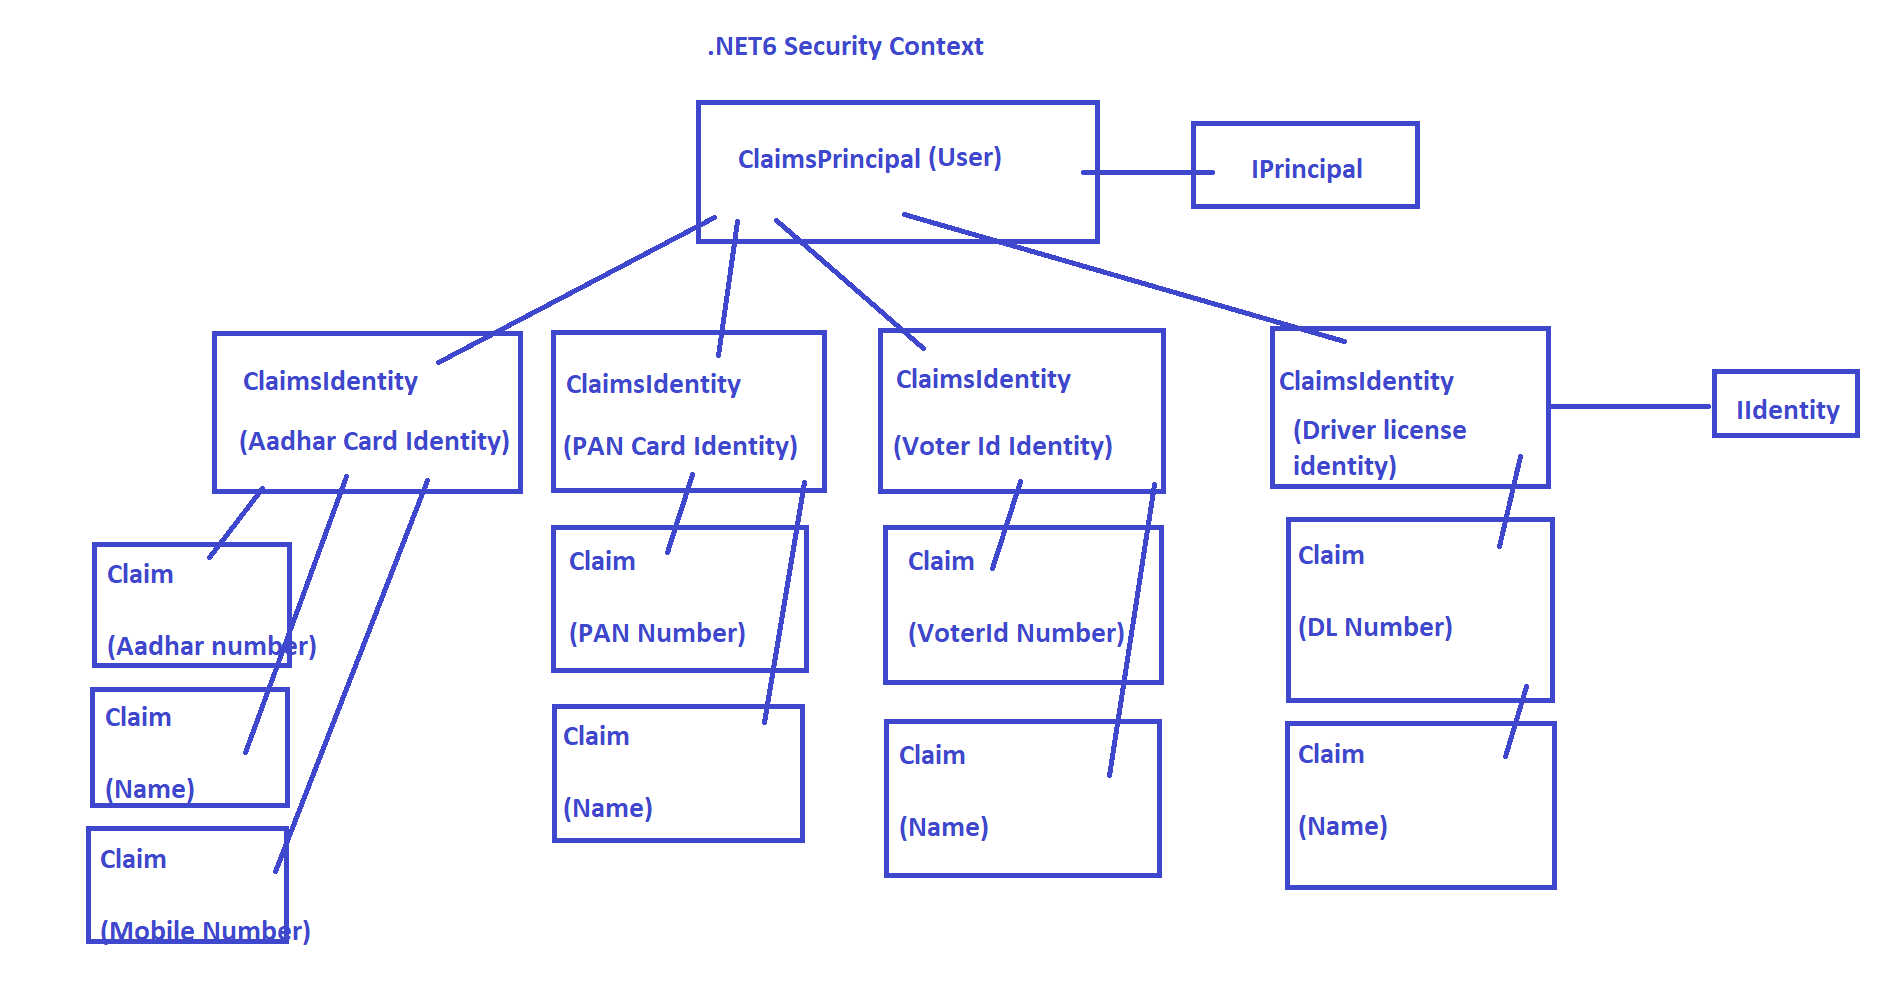 .NET6 Security Context
ClaimsPrincipal (User)
IPrincipal
ClaimsIdentity
(Aadhar Card Identity)
ClaimsIdentity
(PAN Card Identity)
ClaimsIdentity
(Voter Id Identity)
ClaimsIdentity
(Driver license
identity)
IIdentity
Claim
(Aadhar number)
Claim
(Name)
Claim
(Mobile Number)
Claim
(PAN Number)
Claim
(Name)
Claim
(VoterId Number)
Claim
(Name)
Claim
(DL Number)
Claim
(Name)